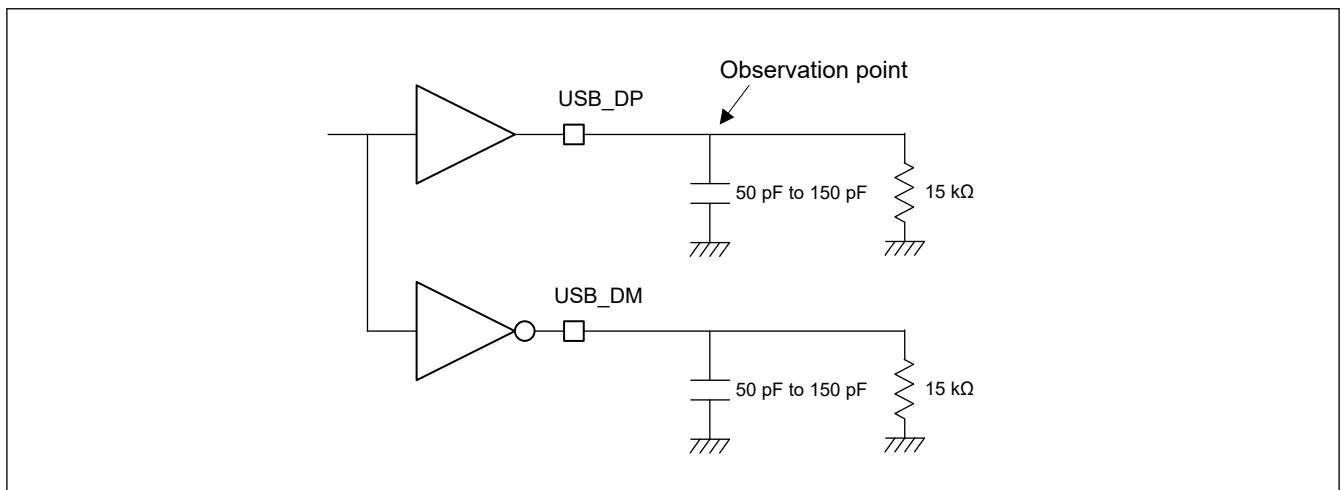 Observation point
USB_DP
50 pF to 150 pF
15 kΩ
USB_DM
50 pF to 150 pF
15 kΩ